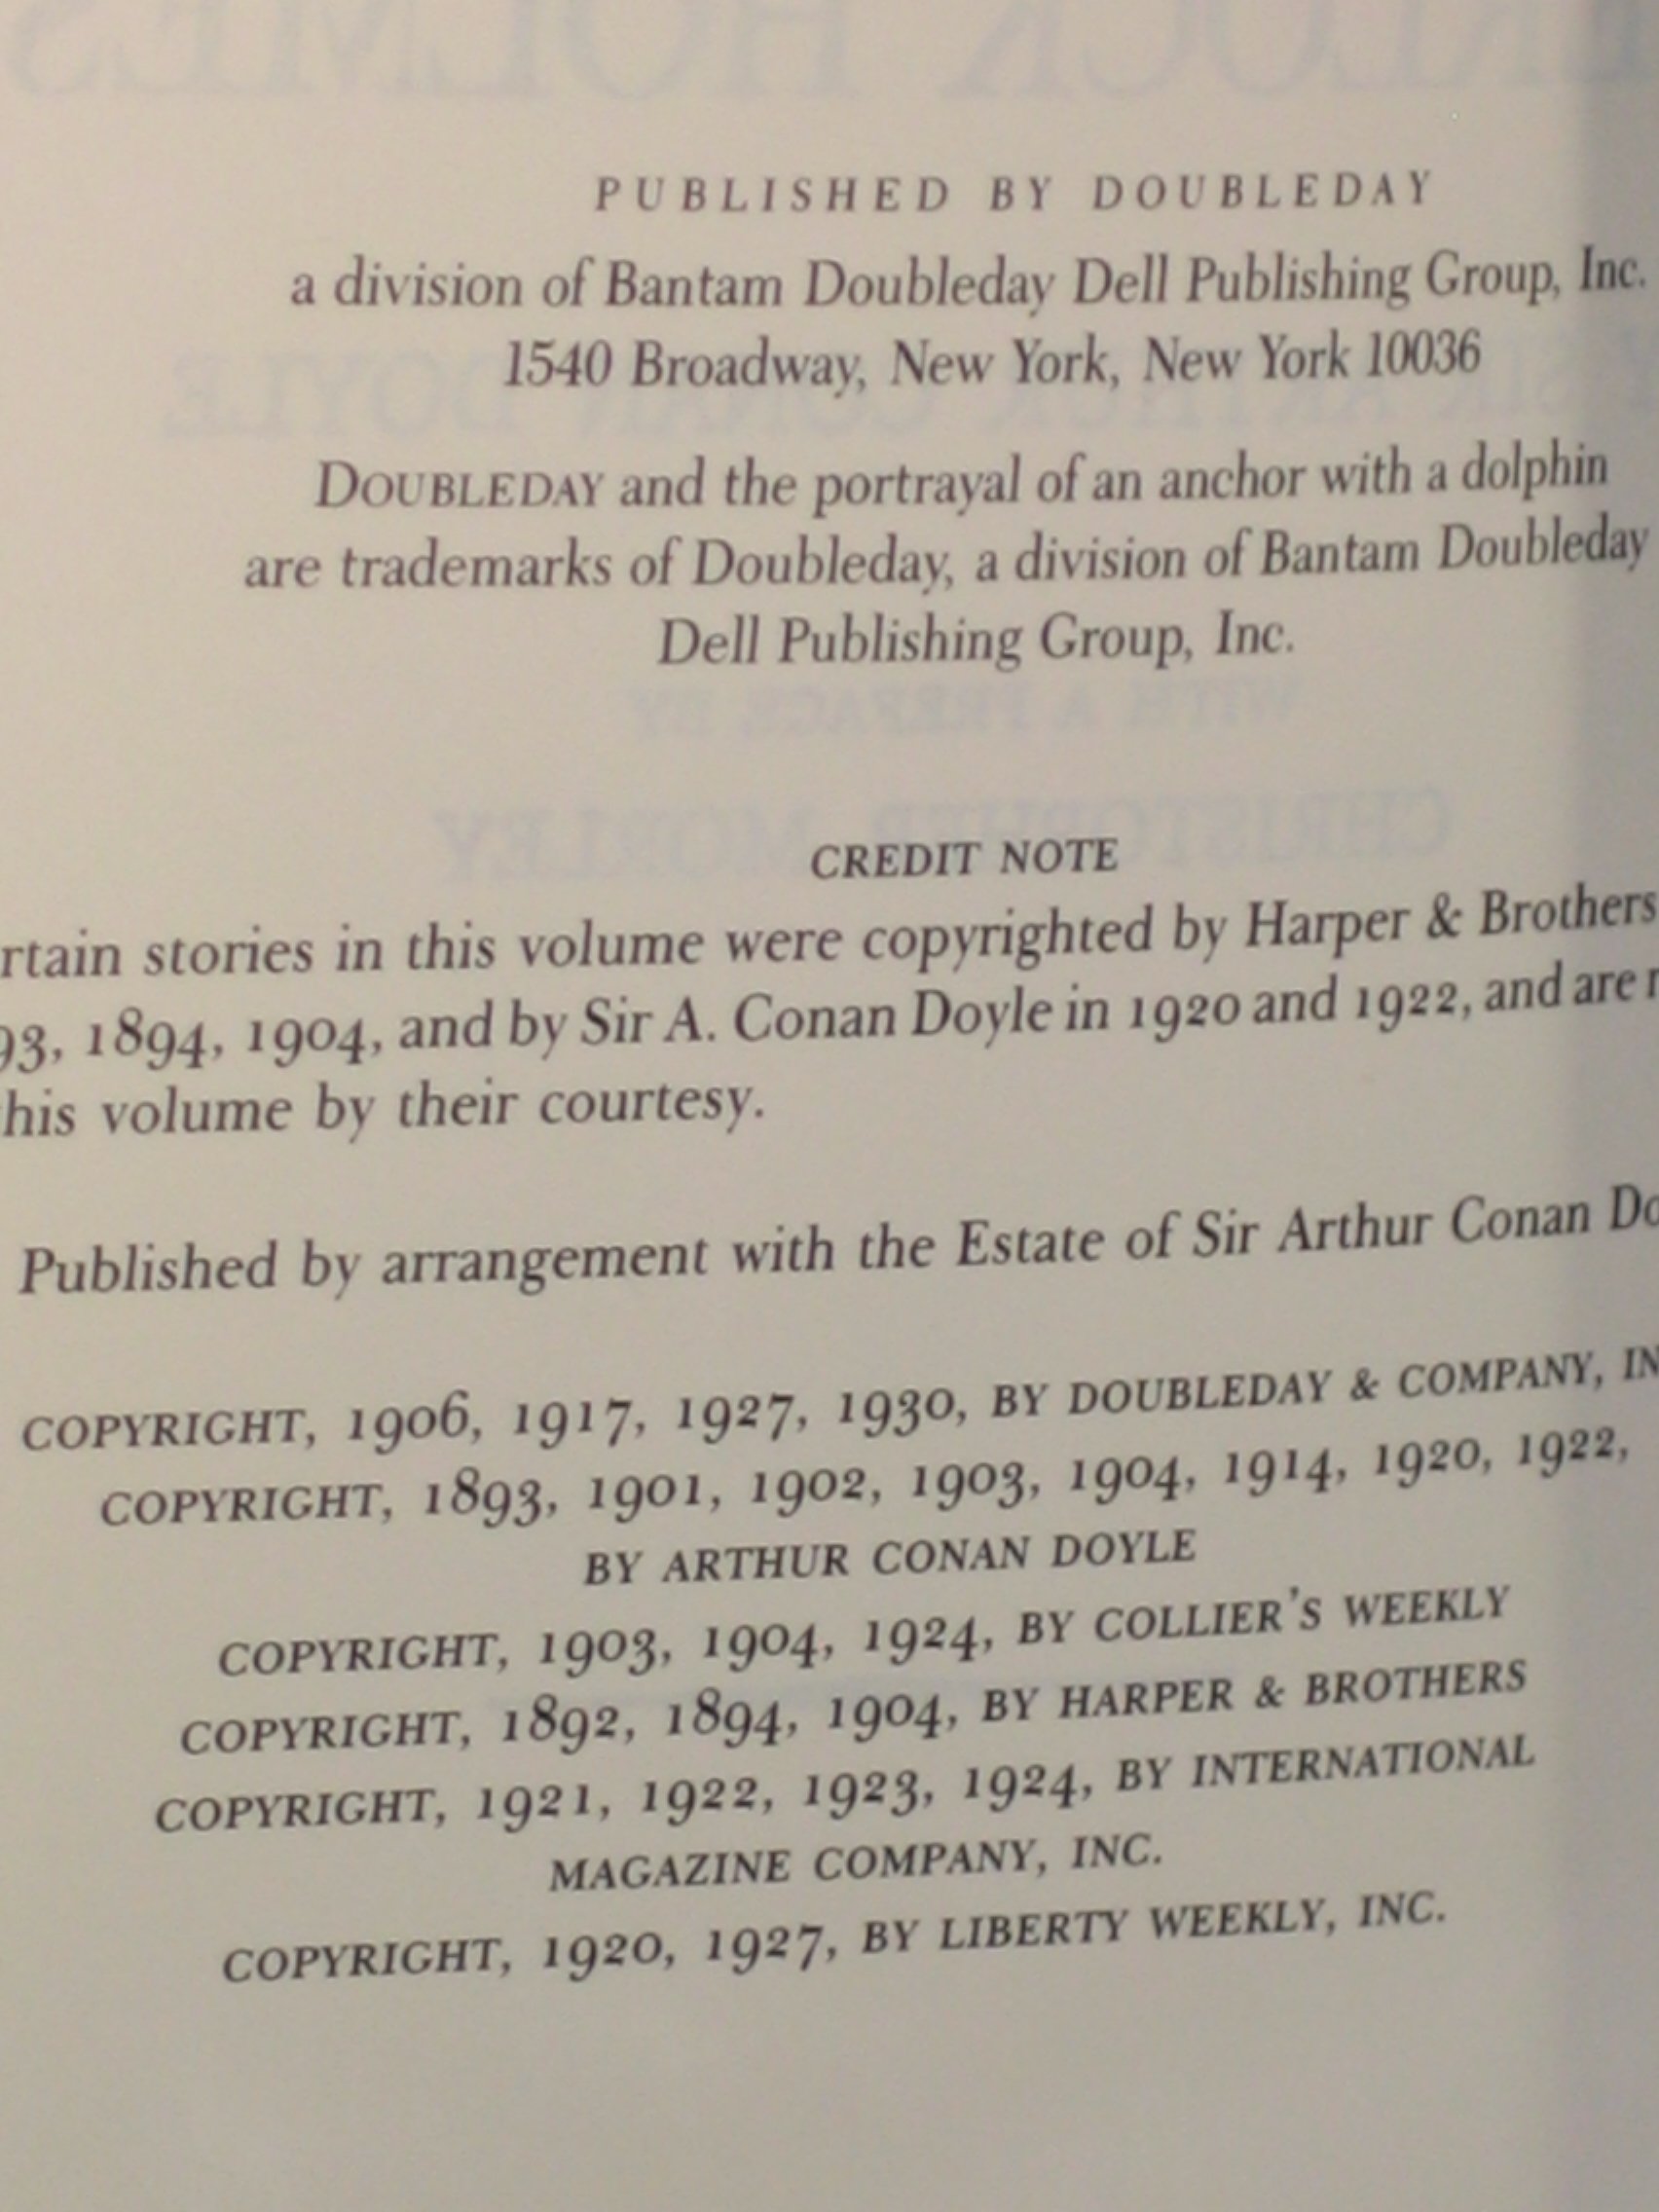 PUBLISHED BY DOUBLEDAY
a division of Bantam Doubleday Dell Publishing Group, Inc.
1540 Broadway, New York, New York 10036
DOUBLEDAY and the portrayal of an anchor with a dolphin
are trademarks of Doubleday, a division of Bantam Doubleday
Dell Publishing Group, Inc.
CREDIT NOTE
rtain stories in this volume were copyrighted by Harper & Brothers
93, 1894, 1904, and by Sir A. Conan Doyle in 1920 and 1922, and are r
his volume by their courtesy.
Published by arrangement with the Estate of Sir Arthur Conan Do
COPYRIGHT, 1906, 1917, 1927, 1930, BY DOUBLEDAY & COMPANY, IN
COPYRIGHT, 1893, 1901, 1902, 1903, 1904, 1914, 1920, 1922,
BY ARTHUR CONAN DOYLE
COPYRIGHT, 1903, 1904, 1924, BY COLLIER'S WEEKLY
COPYRIGHT, 1892, 1894, 1904, BY HARPER & BROTHERS
COPYRIGHT, 1921, 1922, 1923, 1924, BY INTERNATIONAL
MAGAZINE COMPANY, INC.
COPYRIGHT, 1920, 1927, BY LIBERTY WEEKLY, INC.